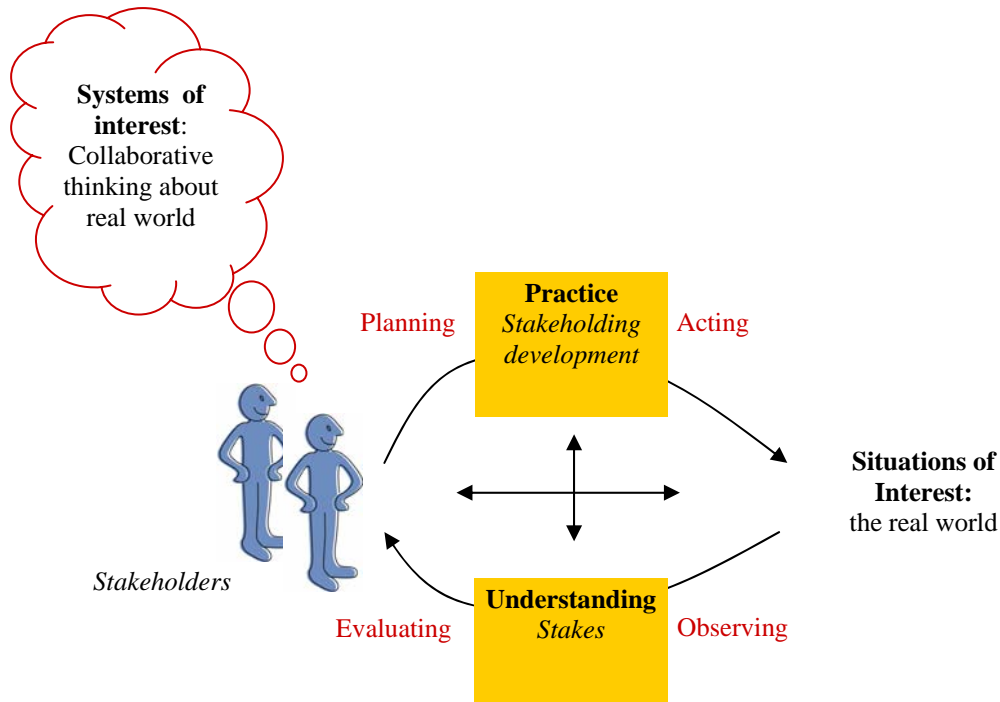 Systems of
interest:
Collaborative
thinking about
real world
Practice
Stakeholding
development
Planning
Acting
Situations of
Interest:
the real world
Stakeholders
Understanding
Stakes
Evaluating
Observing